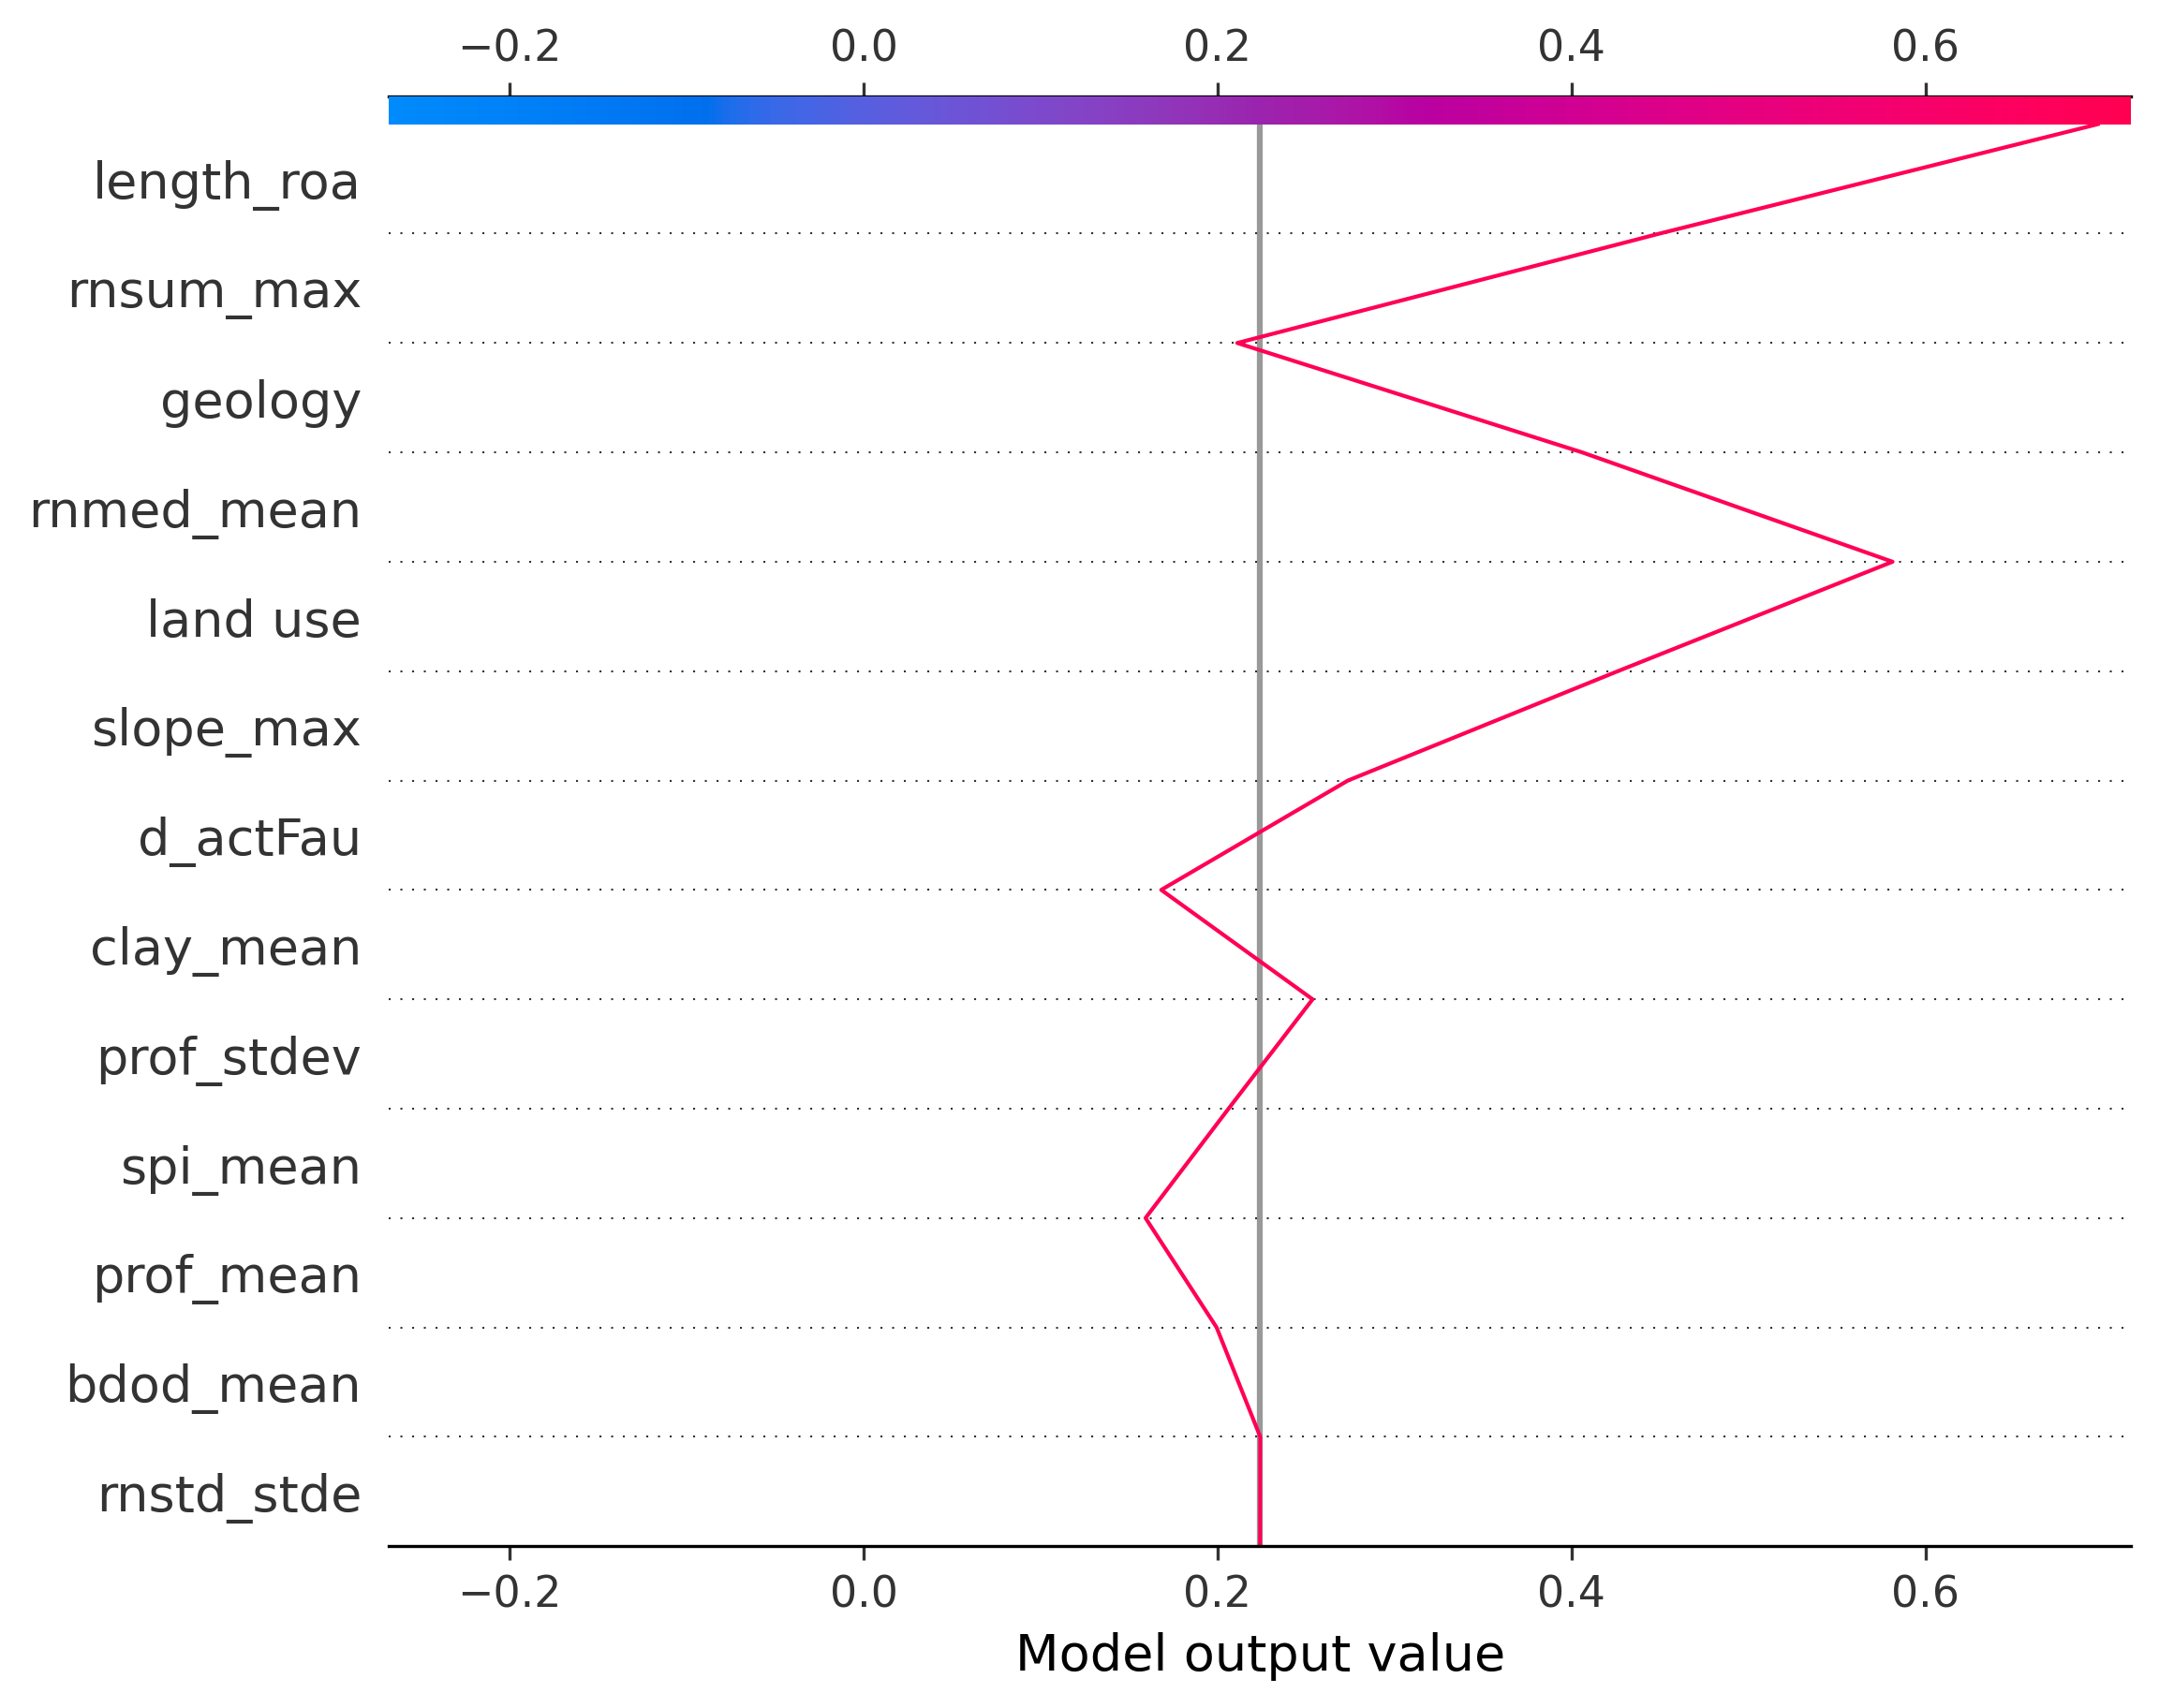 −0.2 0.0 0.2 0.4 0.6
length_roa
rnsum_max
geology
rnmed_mean
land use
slope_max
d_actFau
clay_mean
prof_stdev
spi_mean
prof_mean
bdod_mean
rnstd_stde
−0.2 0.0 0.2 0.4 0.6
Model output value